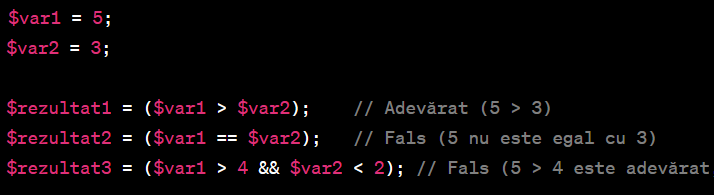 $var1 = 5;
$var2 = 3;
$rezultat1 = ($var1 > $var2);    // Adevărat (5 > 3)
$rezultat2 = ($var1 == $var2);   // Fals (5 nu este egal cu 3)
$rezultat3 = ($var1 > 4 && $var2 < 2); // Fals (5 > 4 este adevărat